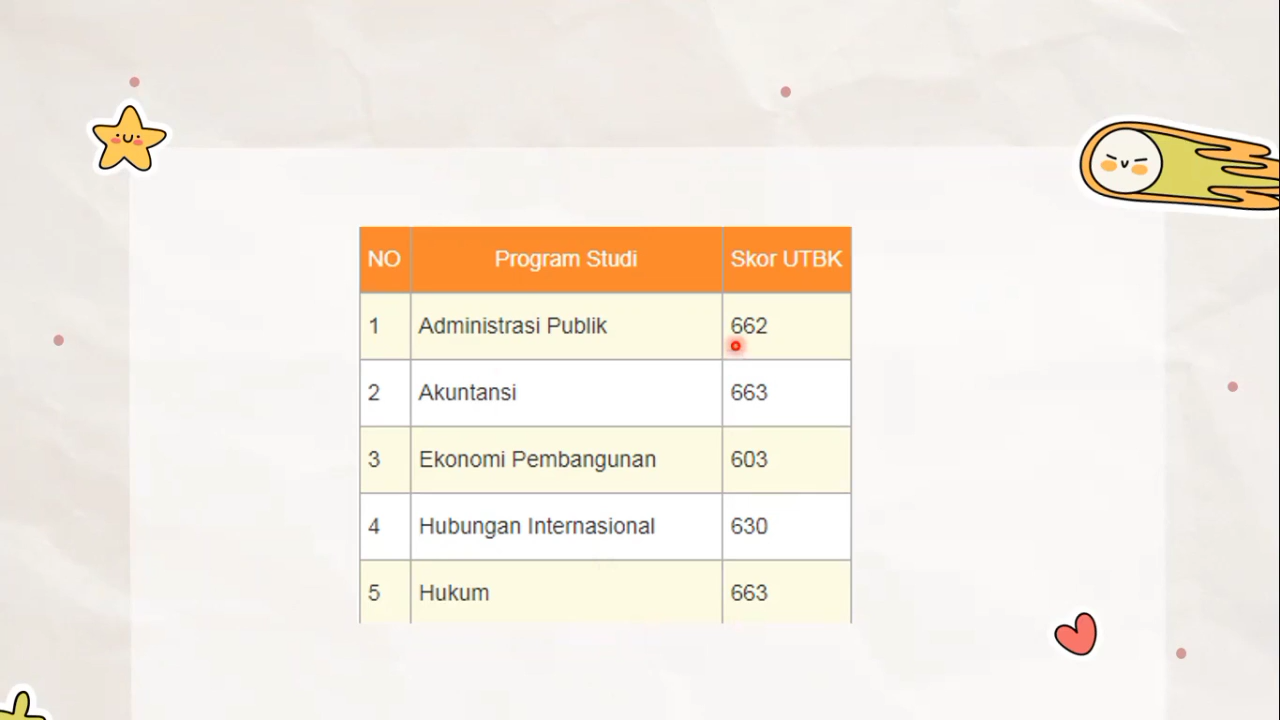 NO Program Studi Skor UTBK
1 Administrasi Publik 662
2 Akuntansi 663
3 Ekonomi Pembangunan 603
4 Hubungan Internasional 630
5 Hukum 663